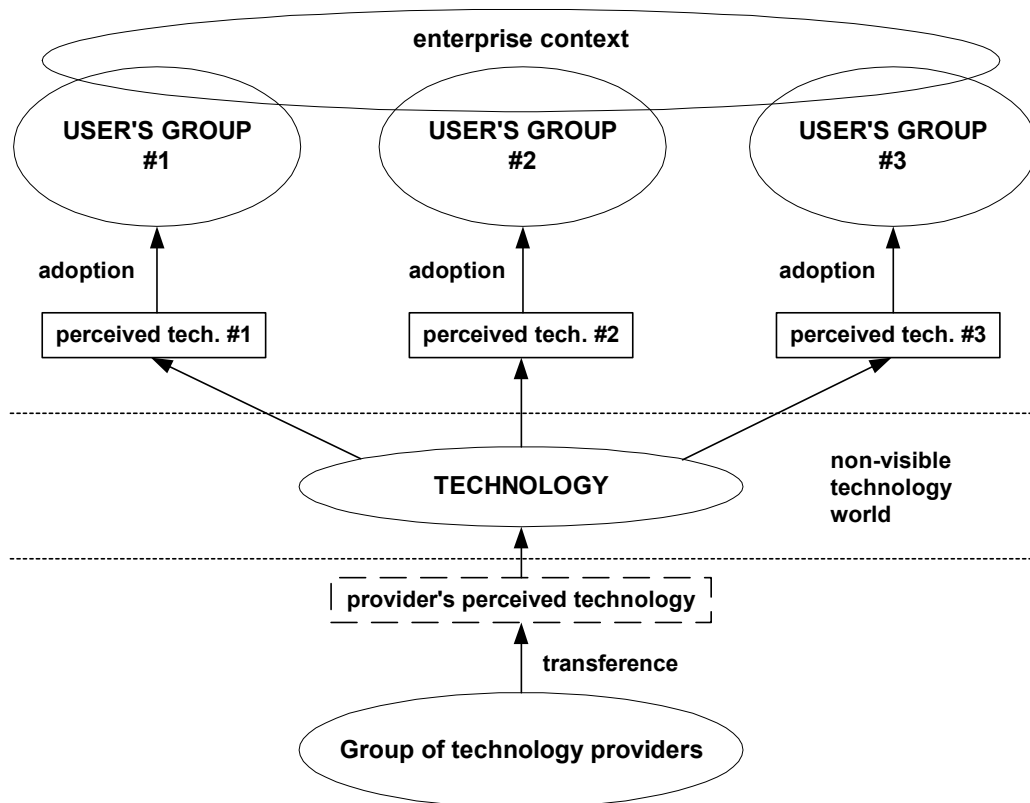 enterprise context
USER'S GROUP
#1
USER'S GROUP
#2
USER'S GROUP
#3
adoption
adoption
adoption
perceived tech. #1
perceived tech. #2
perceived tech. #3
TECHNOLOGY
non-visible
technology
world
provider's perceived technology
transference
Group of technology providers